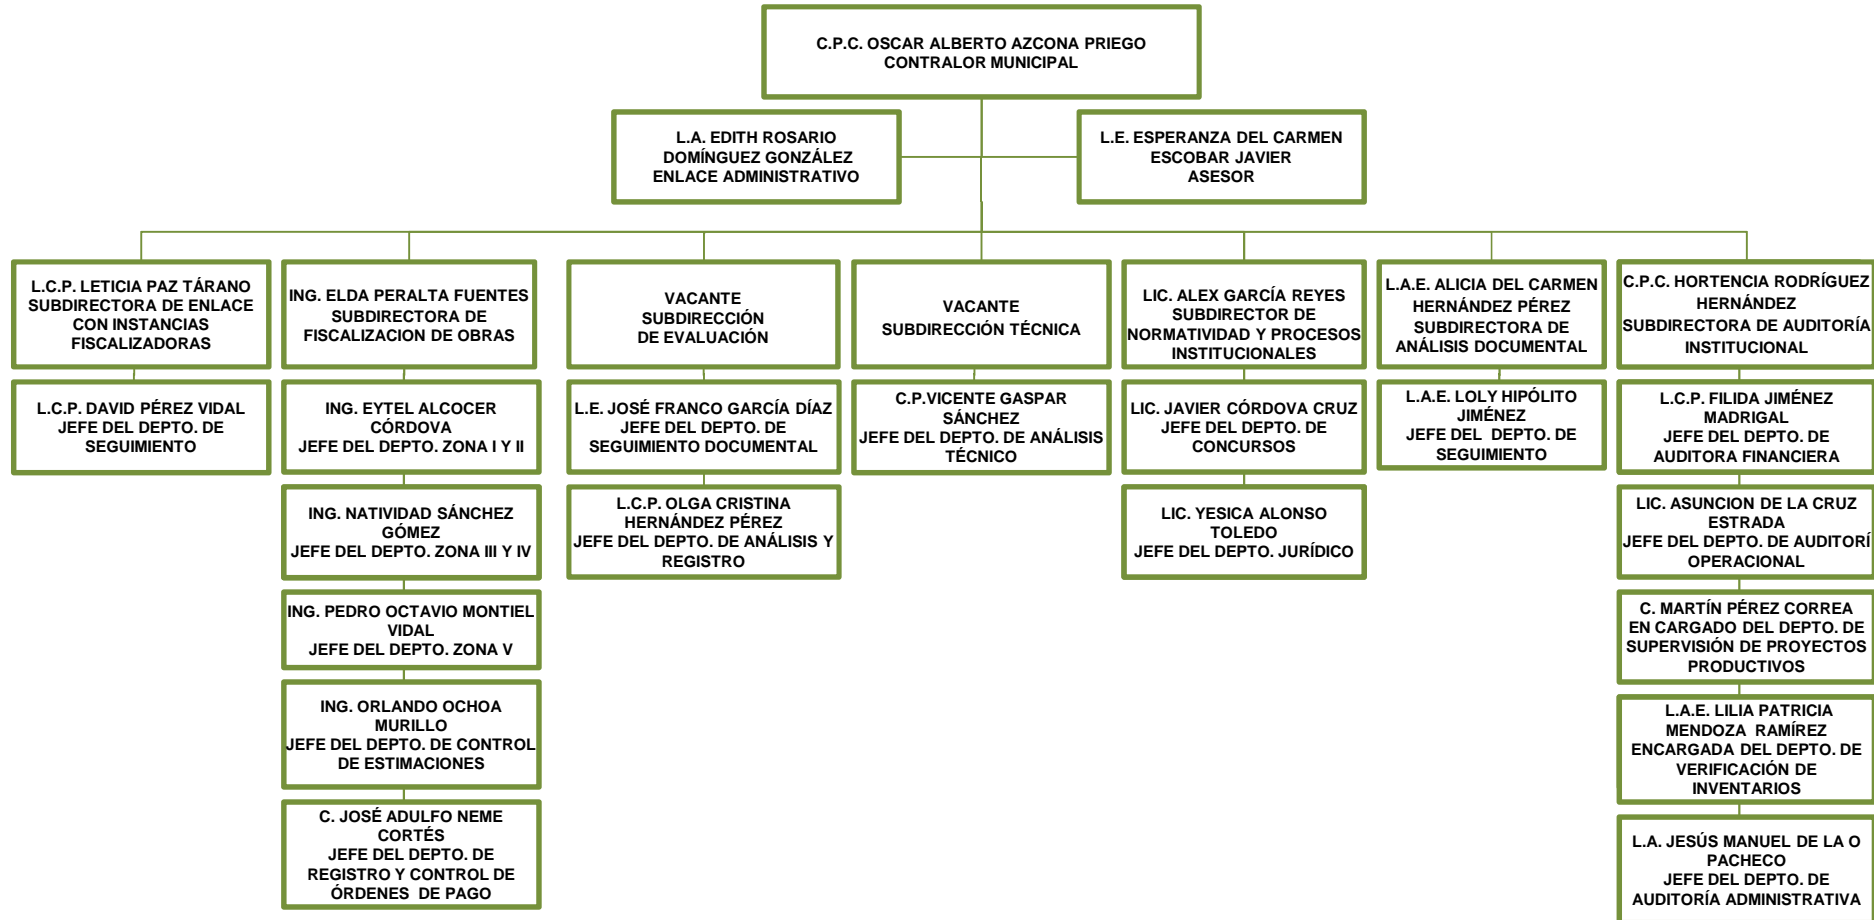 C.P.C. OSCAR ALBERTO AZCONA PRIEGO
CONTRALOR MUNICIPAL
L.A. EDITH ROSARIO
DOMÍNGUEZ GONZÁLEZ
ENLACE ADMINISTRATIVO
L.E. ESPERANZA DEL CARMEN
ESCOBAR JAVIER
ASESOR
L.C.P. LETICIA PAZ TÁRANO
SUBDIRECTORA DE ENLACE
CON INSTANCIAS
FISCALIZADORAS
L.C.P. DAVID PÉREZ VIDAL
JEFE DEL DEPTO. DE
SEGUIMIENTO
ING. ELDA PERALTA FUENTES
SUBDIRECTORA DE
FISCALIZACION DE OBRAS
ING. EYTEL ALCOCER
CÓRDOVA
JEFE DEL DEPTO. ZONA I Y II
ING. NATIVIDAD SÁNCHEZ
GÓMEZ
JEFE DEL DEPTO. ZONA III Y IV
ING. PEDRO OCTAVIO MONTIEL
VIDAL
JEFE DEL DEPTO. ZONA V
ING. ORLANDO OCHOA
MURILLO
JEFE DEL DEPTO. DE CONTROL
DE ESTIMACIONES
C. JOSÉ ADULFO NEME
CORTÉS
JEFE DEL DEPTO. DE
REGISTRO Y CONTROL DE
ÓRDENES  DE PAGO
VACANTE
SUBDIRECCIÓN
DE EVALUACIÓN
L.E. JOSÉ FRANCO GARCÍA DÍAZ
JEFE DEL DEPTO. DE
SEGUIMIENTO DOCUMENTAL
L.C.P. OLGA CRISTINA
HERNÁNDEZ PÉREZ
JEFE DEL DEPTO. DE ANÁLISIS Y
REGISTRO
VACANTE
SUBDIRECCIÓN TÉCNICA
C.P.VICENTE GASPAR
SÁNCHEZ
JEFE DEL DEPTO. DE ANÁLISIS
TÉCNICO
LIC. ALEX GARCÍA REYES
SUBDIRECTOR DE
NORMATIVIDAD Y PROCESOS
INSTITUCIONALES
LIC. JAVIER CÓRDOVA CRUZ
JEFE DEL DEPTO. DE
CONCURSOS
LIC. YESICA ALONSO
TOLEDO
JEFE DEL DEPTO. JURÍDICO
L.A.E. ALICIA DEL CARMEN
HERNÁNDEZ PÉREZ
SUBDIRECTORA DE
ANÁLISIS DOCUMENTAL
L.A.E. LOLY HIPÓLITO
JIMÉNEZ
JEFE DEL  DEPTO. DE
SEGUIMIENTO
C.P.C. HORTENCIA RODRÍGUEZ
HERNÁNDEZ
SUBDIRECTORA DE AUDITORÍA
INSTITUCIONAL
L.C.P. FILIDA JIMÉNEZ
MADRIGAL
JEFE DEL DEPTO. DE
AUDITORA FINANCIERA
LIC. ASUNCION DE LA CRUZ
ESTRADA
JEFE DEL DEPTO. DE AUDITORÍ
OPERACIONAL
C. MARTÍN PÉREZ CORREA
EN CARGADO DEL DEPTO. DE
SUPERVISIÓN DE PROYECTOS
PRODUCTIVOS
L.A.E. LILIA PATRICIA
MENDOZA  RAMÍREZ
ENCARGADA DEL DEPTO. DE
VERIFICACIÓN DE
INVENTARIOS
L.A. JESÚS MANUEL DE LA O
PACHECO
JEFE DEL DEPTO. DE
AUDITORÍA ADMINISTRATIVA